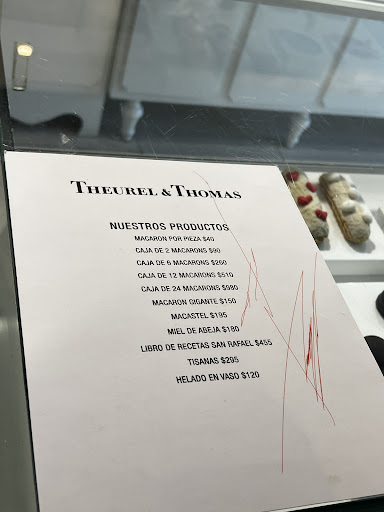 THEUREL & THOMAS
NUESTROS PRODUCTOS
MACARON POR PIEZA $40
CAJA DE 2 MACARONS $90
CAJA DE 6 MACARONS $260
CAJA DE 12 MACARONS $510
CAJA DE 24 MACARONS $980
MACARON GIGANTE $150
MACASTEL $195
MIEL DE ABEJA $180
LIBRO DE RECETAS SAN RAFAEL $455
TISANAS $295
HELADO EN VASO $120